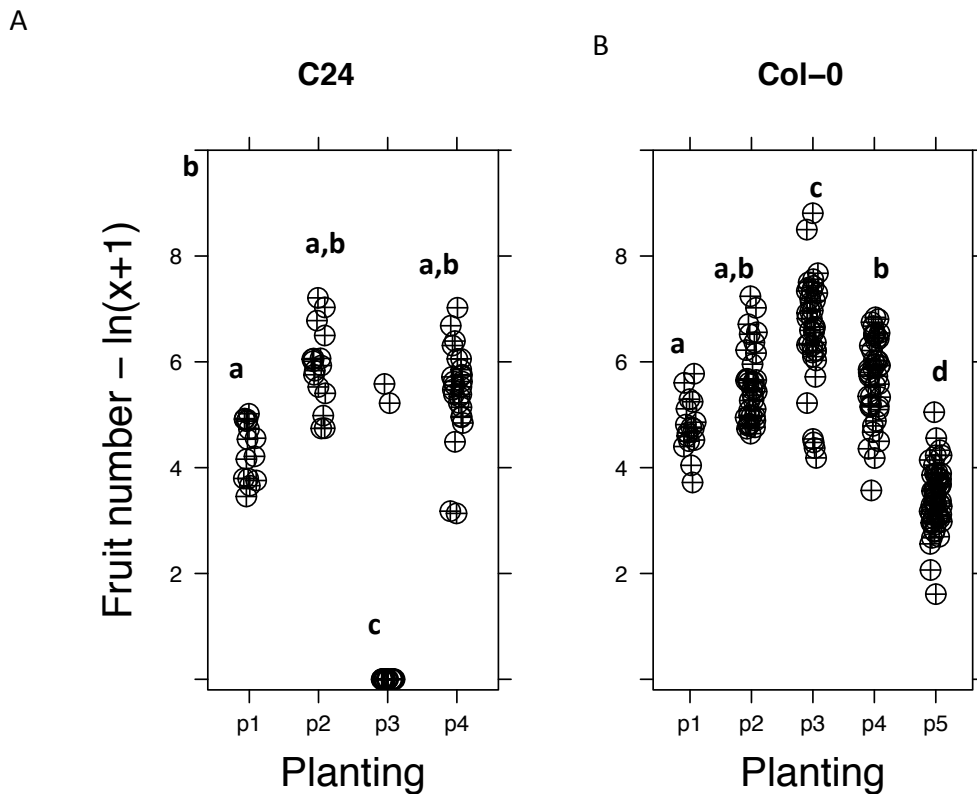 A
B
C24
Col–0
Fruit number – ln(x+1)
b
a
a,b
c
a,b
8
6
4
2
p1 p2 p3 p4
Planting
a
a,b
c
b
d
8
6
4
2
p1 p2 p3 p4 p5
Planting